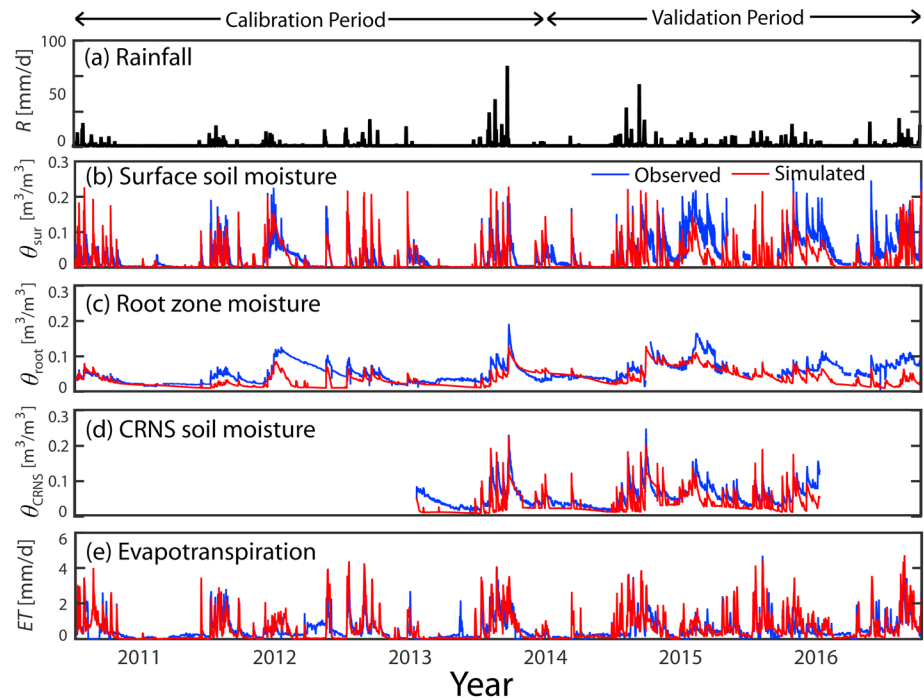 Calibration Period
Validation Period
100
50
0
R [mm/d]
(a) Rainfall
0.3
0.2
0.1
0
θsur [m³/m³]
(b) Surface soil moisture
Observed
Simulated
0.3
0.2
0.1
0
θroot [m³/m³]
(c) Root zone moisture
0.3
0.2
0.1
0
θCRNS [m³/m³]
(d) CRNS soil moisture
6
4
2
0
ET [mm/d]
(e) Evapotranspiration
2011
2012
2013
2014
2015
2016
Year